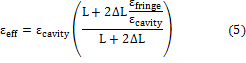 ε_eff = ε_cavity ( (L + 2ΔL ε_fringe/ε_cavity) / (L + 2ΔL) ) (5)